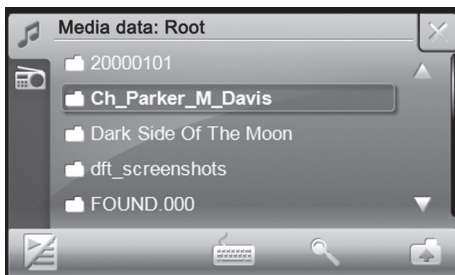 Media data: Root
20000101
Ch_Parker_M_Davis
Dark Side Of The Moon
dft_screenshots
FOUND.000